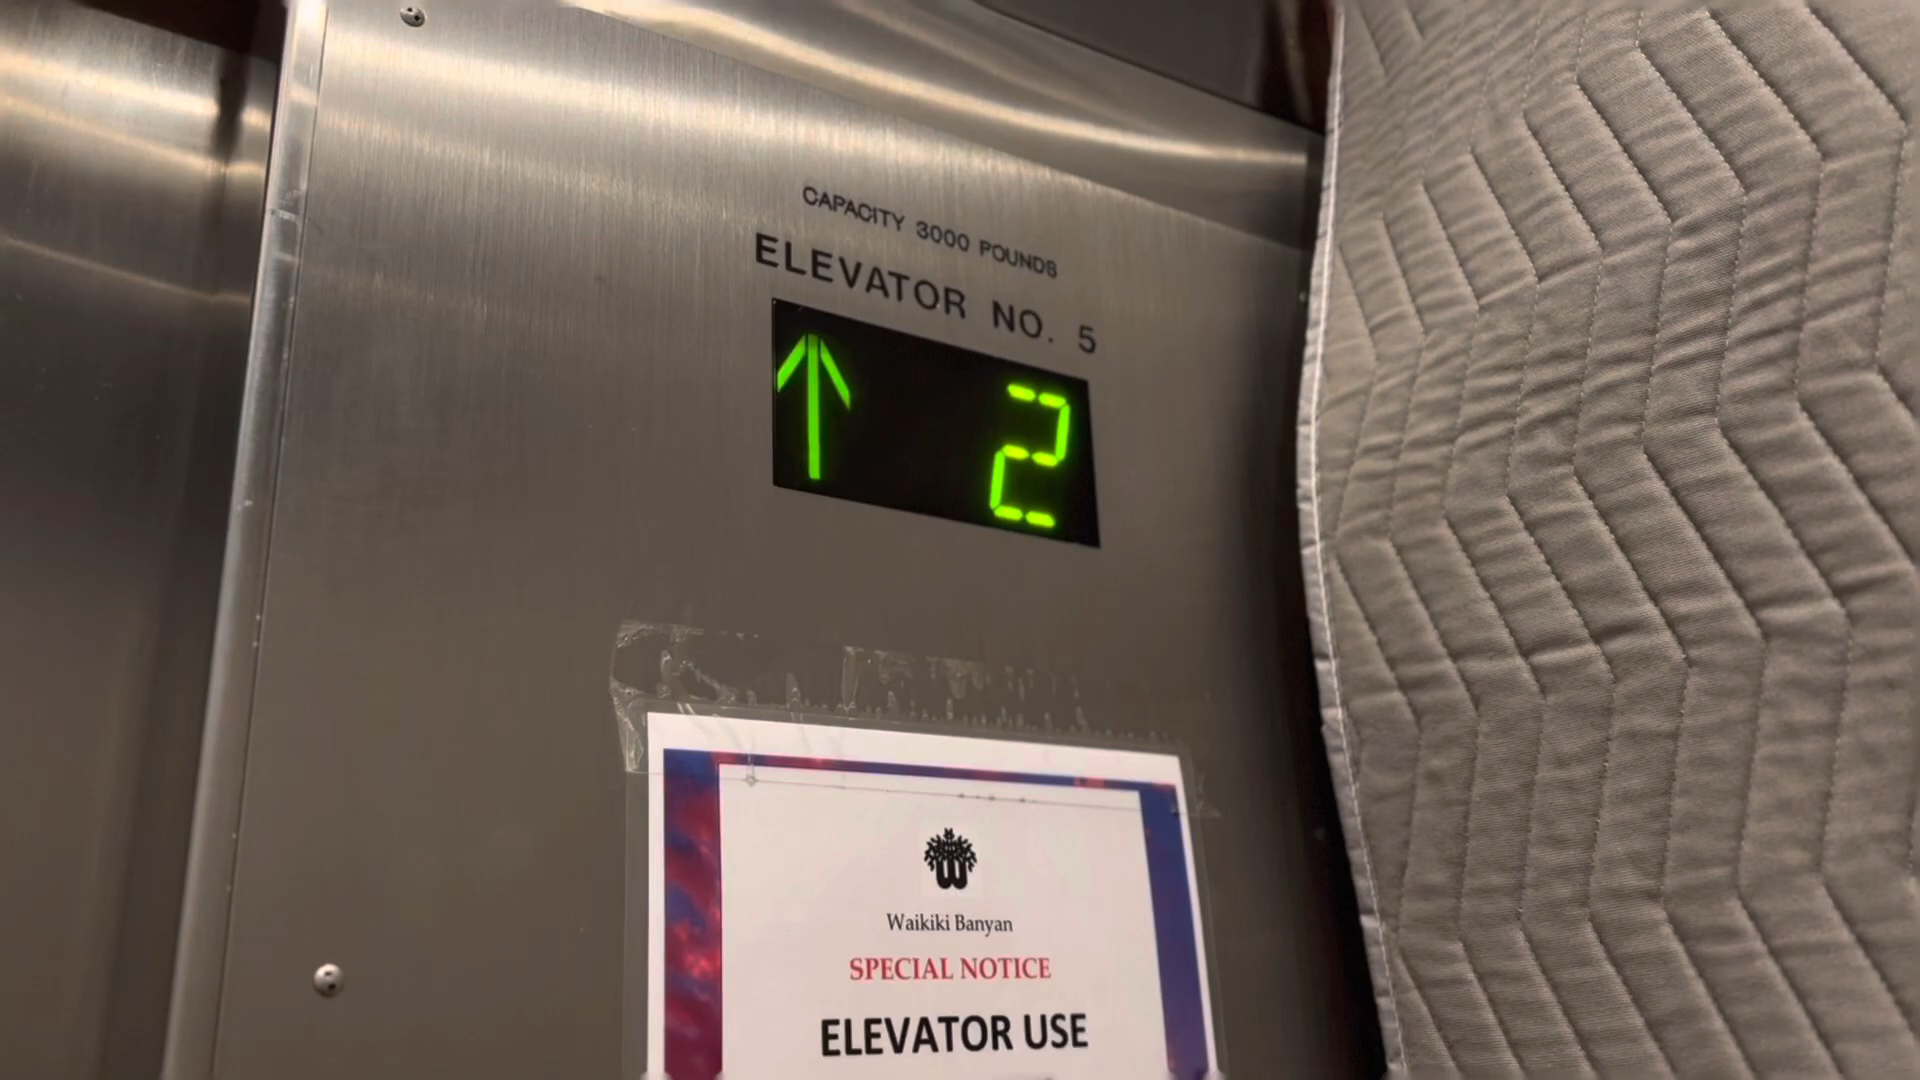 CAPACITY 3000 POUNDS
ELEVATOR NO. 5
↑ 2
Waikiki Banyan
SPECIAL NOTICE
ELEVATOR USE